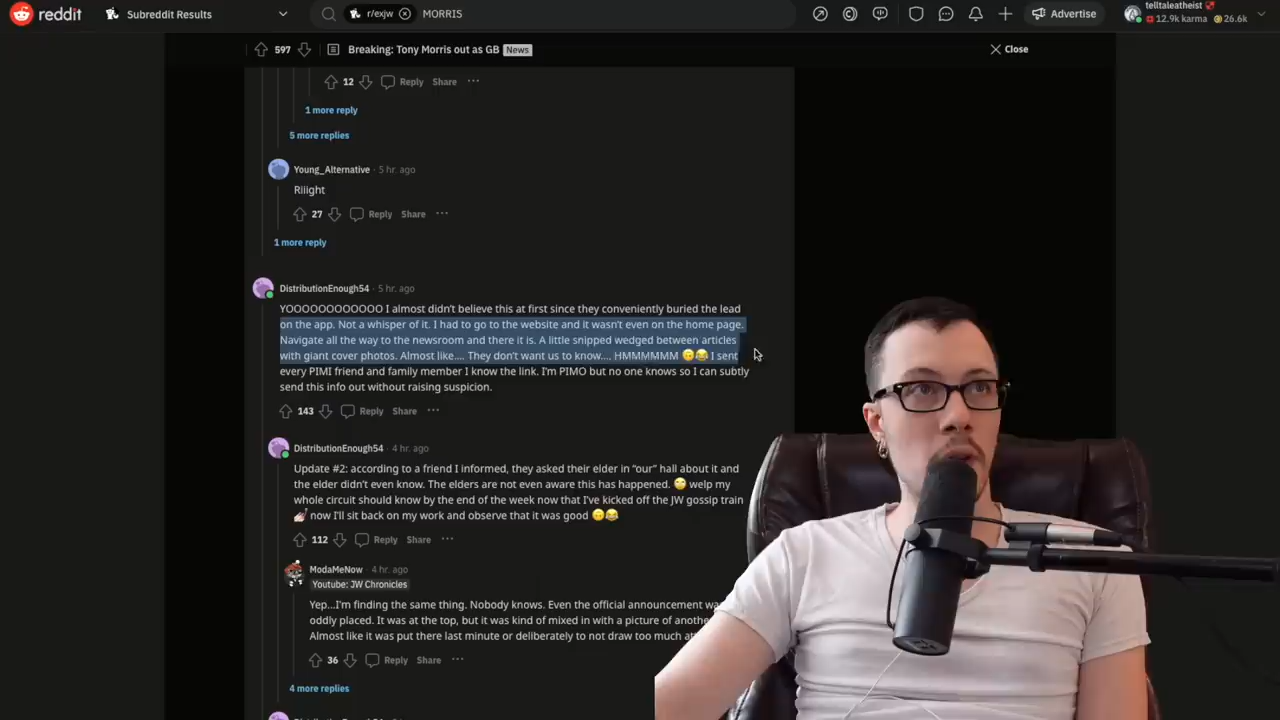 reddit
Subreddit Results
r/exjw
MORRIS
Advertise
telltaleatheist
12.9k karma
26.6k
597
Breaking: Tony Morris out as GB
News
Close
12
Reply
Share
1 more reply
5 more replies
Young_Alternative · 5 hr. ago
Riiight
27
Reply
Share
1 more reply
DistributionEnough54 · 5 hr. ago
YOOOOOOOOOOO I almost didn't believe this at first since they conveniently buried the lead
on the app. Not a whisper of it. I had to go to the website and it wasn't even on the home page.
Navigate all the way to the newsroom and there it is. A little snipped wedged between articles
with giant cover photos. Almost like.... They don't want us to know.... HMMMMMM 🙃😂 I sent
every PIMI friend and family member I know the link. I'm PIMO but no one knows so I can subtly
send this info out without raising suspicion.
143
Reply
Share
DistributionEnough54 · 4 hr. ago
Update #2: according to a friend I informed, they asked their elder in "our" hall about it and
the elder didn't even know. The elders are not even aware this has happened. 🙄 welp my
whole circuit should know by the end of the week now that I've kicked off the JW gossip train
💅🏻 now I'll sit back on my work and observe that it was good 🙃😂
112
Reply
Share
ModaMeNow · 4 hr. ago
Youtube: JW Chronicles
Yep...I'm finding the same thing. Nobody knows. Even the official announcement
oddly placed. It was at the top, but it was kind of mixed in with a picture of
Almost like it was put there last minute or deliberately to not draw too much
36
Reply
Share
4 more replies